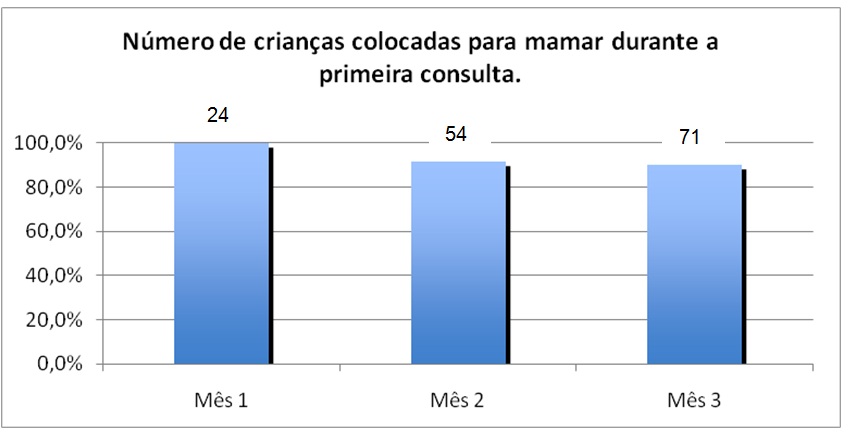 Número de crianças colocadas para mamar durante a
primeira consulta.
24
54
71
100,0%
80,0%
60,0%
40,0%
20,0%
0,0%
Mês 1
Mês 2
Mês 3